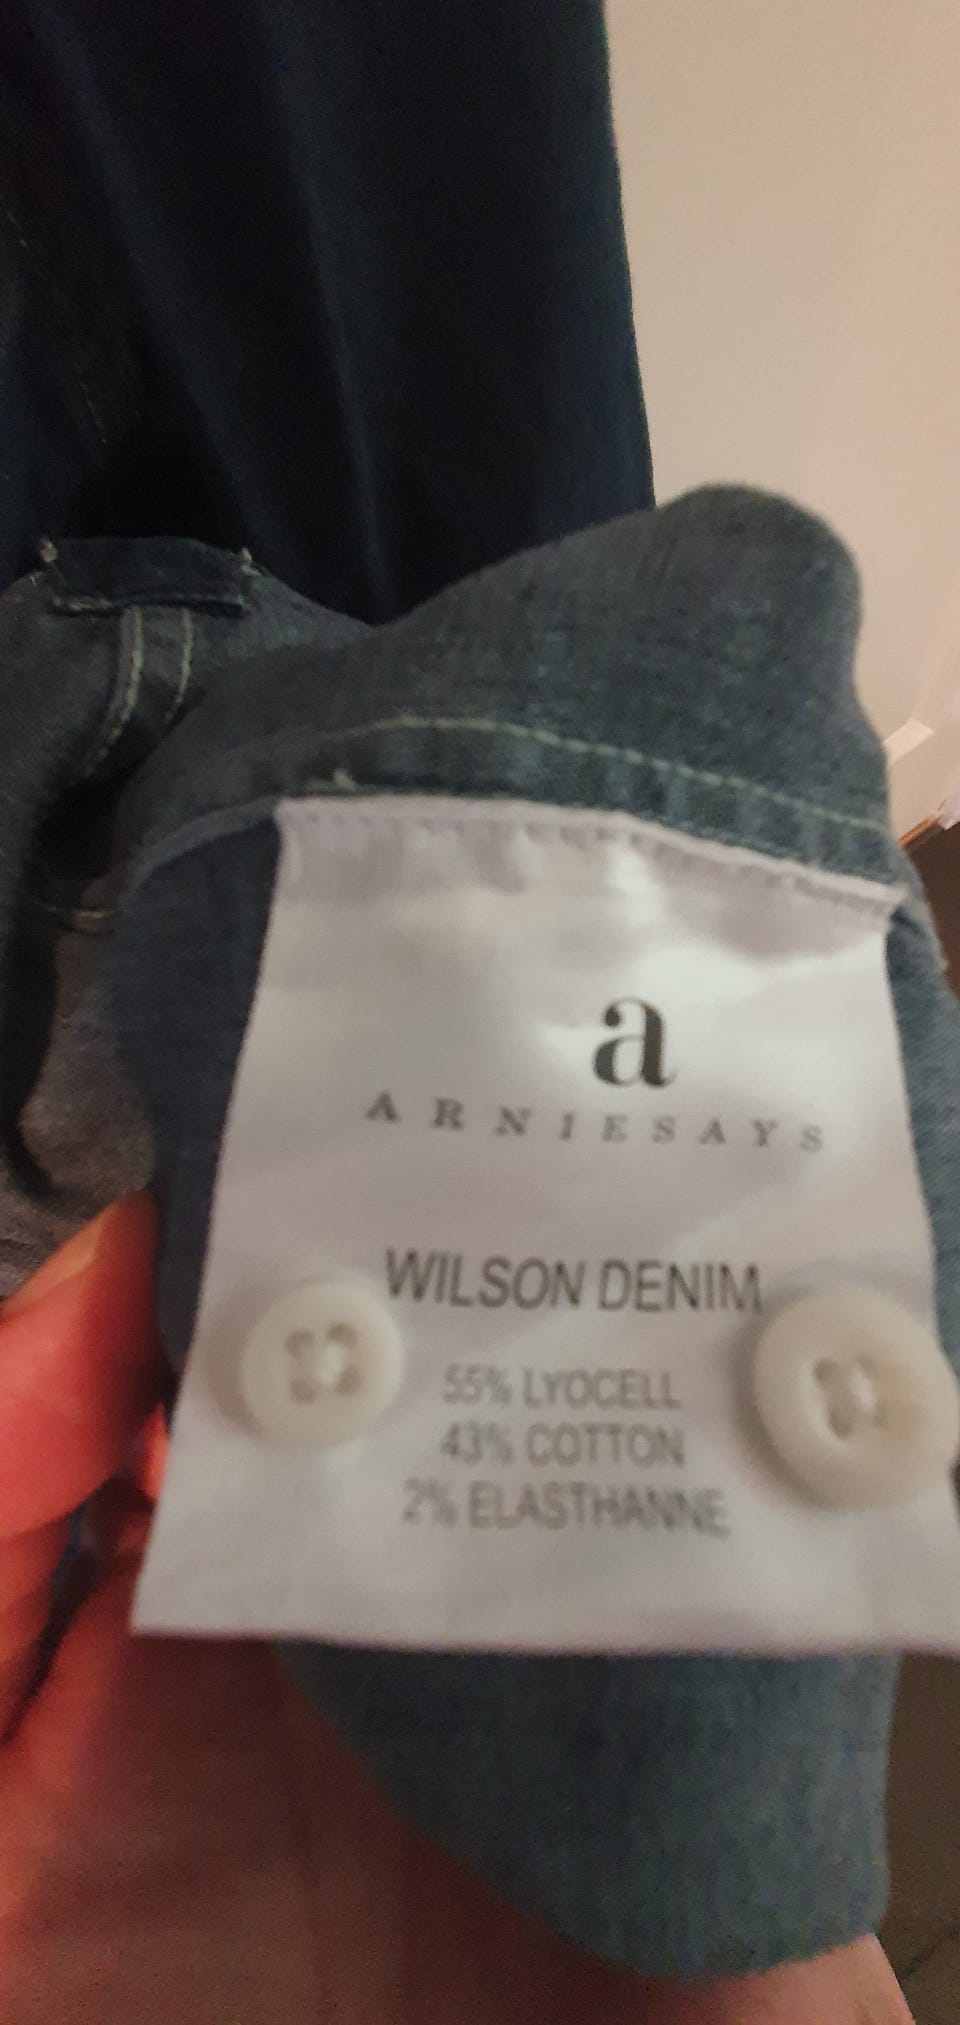 a
ARNIESAYS
WILSON DENIM
55% LYOCELL
43% COTTON
2% ELASTHANNE